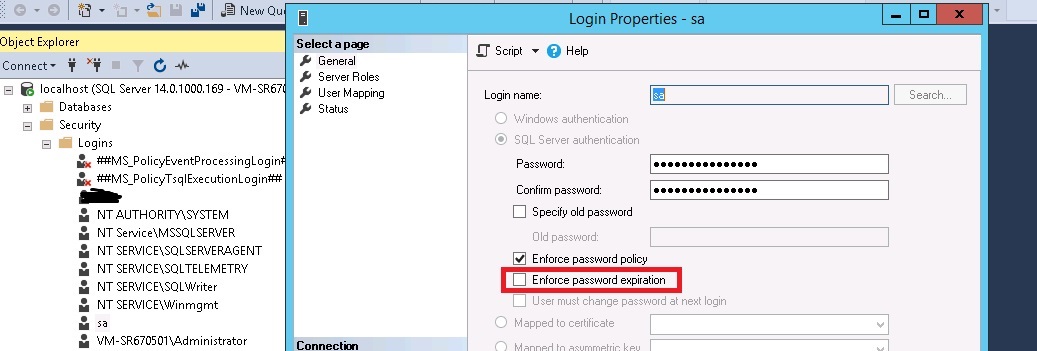 New Quer
Login Properties - sa
Object Explorer
Connect
localhost (SQL Server 14.0.1000.169 - VM-SR670
Databases
Security
Logins
##MS_PolicyEventProcessingLogin#
##MS_PolicyTsqlExecutionLogin##
NT AUTHORITY\SYSTEM
NT Service\MSSQLSERVER
NT SERVICE\SQLSERVERAGENT
NT SERVICE\SQLTELEMETRY
NT SERVICE\SQLWriter
NT SERVICE\Winmgmt
sa
VM-SR670501\Administrator
Select a page
General
Server Roles
User Mapping
Status
Connection
Script
Help
Login name:
sa
Search...
Windows authentication
SQL Server authentication
Password:
●●●●●●●●●●●●●●●
Confirm password:
●●●●●●●●●●●●●●●
Specify old password
Old password:
Enforce password policy
Enforce password expiration
User must change password at next login
Mapped to certificate
Mapped to asymmetric key